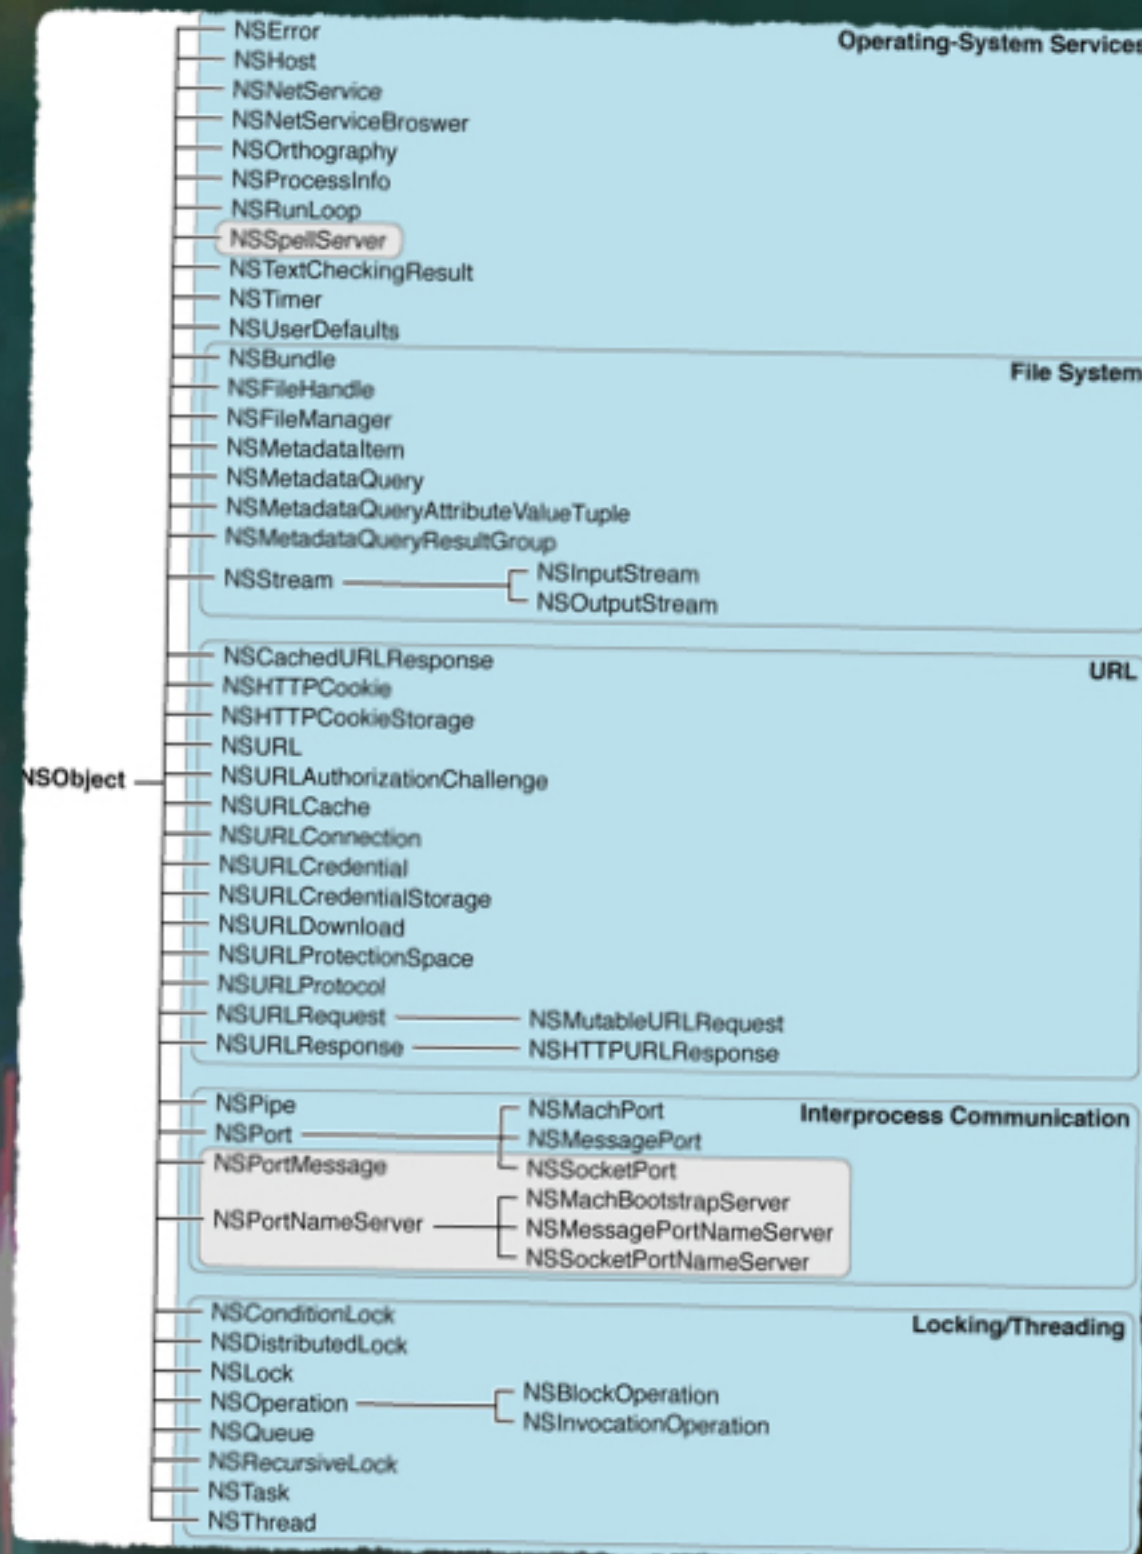 Operating-System Services
NSError
NSHost
NSNetService
NSNetServiceBroswer
NSOrthography
NSProcessInfo
NSRunLoop
NSSpellServer
NSTextCheckingResult
NSTimer
NSUserDefaults
File System
NSBundle
NSFileHandle
NSFileManager
NSMetadataItem
NSMetadataQuery
NSMetadataQueryAttributeValueTuple
NSMetadataQueryResultGroup
NSStream
NSInputStream
NSOutputStream
URL
NSCachedURLResponse
NSHTTPCookie
NSHTTPCookieStorage
NSURL
NSObject
NSURLAuthorizationChallenge
NSURLCache
NSURLConnection
NSURLCredential
NSURLCredentialStorage
NSURLDownload
NSURLProtectionSpace
NSURLProtocol
NSURLRequest NSMutableURLRequest
NSURLResponse NSHTTPURLResponse
Interprocess Communication
NSPipe
NSPort
NSMachPort
NSMessagePort
NSSocketPort
NSPortMessage
NSPortNameServer
NSMachBootstrapServer
NSMessagePortNameServer
NSSocketPortNameServer
Locking/Threading
NSConditionLock
NSDistributedLock
NSLock
NSOperation
NSBlockOperation
NSInvocationOperation
NSQueue
NSRecursiveLock
NSTask
NSThread